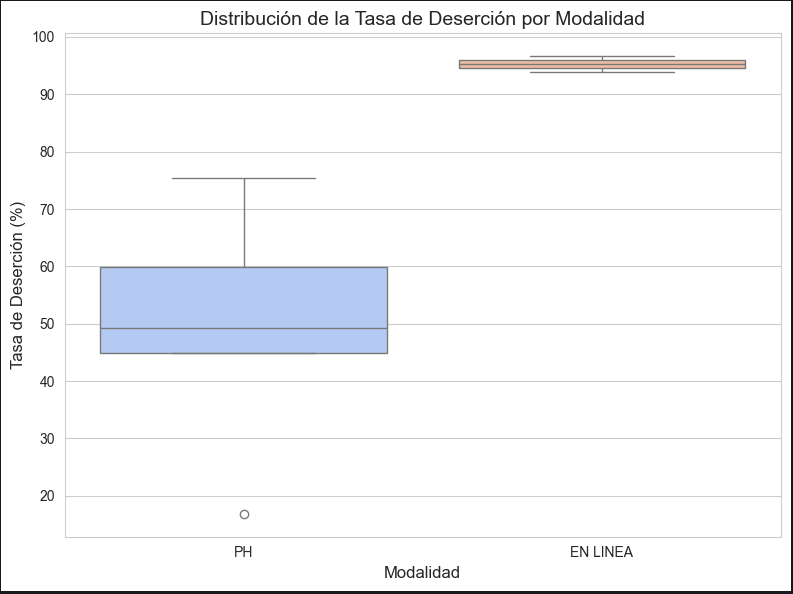 Distribución de la Tasa de Deserción por Modalidad
Tasa de Deserción (%)
100
90
80
70
60
50
40
30
20
PH
EN LINEA
Modalidad